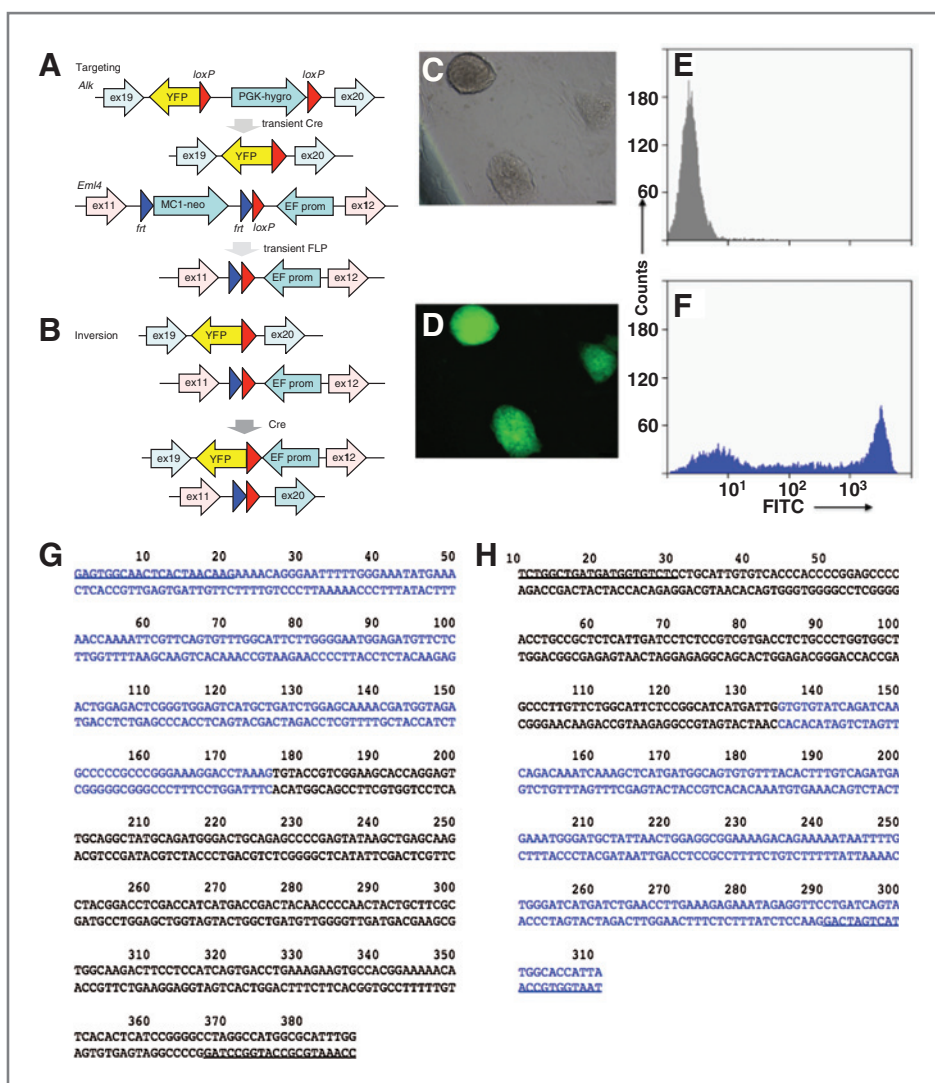 A
Targeting
Alk
loxP
loxP
ex19
YFP
PGK-hygro
ex20
transient Cre
ex19
YFP
ex20
Eml4
ex11
MC1-neo
EF prom
ex12
frt
frt
loxP
transient FLP
ex11
EF prom
ex12
B
Inversion
ex19
YFP
ex20
ex11
EF prom
ex12
Cre
ex19
YFP
EF prom
ex12
ex11
ex20
C
D
E
180
120
60
Counts
F
180
120
60
10¹ 10² 10³
FITC
G
10 20 30 40 50
GAGTGGCAACTCACTAACAAGAAAACAGGGAATTTTTGGGAAATATGAAA
CTCACCGTTGAGTGATTGTTCTTTTGTCCCTTAAAAACCCTTTATACTTT
60 70 80 90 100
AACCAAAATTCGTTCAGTGTTTGGCATTCTTGGGGAATGGAGATGTTCTC
TTGGTTTTAAGCAAGTCACAAACCGTAAGAACCCCTTACCTCTACAAGAG
110 120 130 140 150
ACTGGAGACTCGGGTGGAGTCATGCTGATCTGGAGCAAAACGATGGTAGA
TGACCTCTGAGCCCACCTCAGTACGACTAGACCTCGTTTTGCTACCATCT
160 170 180 190 200
GCCCCCGCCCGGGAAAGGACCTAAAGTGTACCGTCGGAAGCACCAGGAGT
CGGGGGCGGGCCCTTTCCTGGATTTCACATGGCAGCCTTCGTGGTCCTCA
210 220 230 240 250
TGCAGGCTATGCAGATGGGACTGCAGAGCCCCGAGTATAAGCTGAGCAAG
ACGTCCGATACGTCTACCCTGACGTCTCGGGGCTCATATTCGACTCGTTC
260 270 280 290 300
CTACGGACCTCGACCATCATGACCGACTACAACCCCAACTACTGCTTCGC
GATGCCTGGAGCTGGTAGTACTGGCTGATGTTGGGGTTGATGACGAAGCG
310 320 330 340 350
TGGCAAGACTTCCTCCATCAGTGACCTGAAAGAAGTGCCACGGAAAAACA
ACCGTTCTGAAGGAGGTAGTCACTGGACTTTCTTCACGGTGCCTTTTTGT
360 370 380
TCACACTCATCCGGGGCCTAGGCCATGGCGCATTTGG
AGTGTGAGTAGGCCCCGGATCCGGTACCGCGTAAACC
H
10 20 30 40 50
TCTGGCTGATGATGGTGTCTCCTGCATTGTGTCACCCACCCCGGAGCCCC
AGACCGACTACTACCACAGAGGACGTAACACAGTGGGTGGGGCCTCGGGG
60 70 80 90 100
ACCTGCCGCTCTCATTGATCCTCTCCGTCGTGACCTCTGCCCTGGTGGCT
TGGACGGCGAGAGTAACTAGGAGAGGCAGCACTGGAGACGGGACCACCGA
110 120 130 140 150
GCCCTTGTTCTGGCATTCTCCGGCATCATGATTGGTGTGTATCAGATCAA
CGGGAACAAGACCGTAAGAGGCCGTAGTACTAACCACACATAGTCTAGTT
160 170 180 190 200
CAGACAAATCAAAGCTCATGATGGCAGTGTGTTTACACTTTGTCAGATGA
GTCTGTTTAGTTTCGAGTACTACCGTCACACAAATGTGAAACAGTCTACT
210 220 230 240 250
GAAATGGGATGCTATTAACTGGAGGCGGAAAAGACAGAAAAATAATTTTG
CTTTACCCTACGATAATTGACCTCCGCCTTTTCTGTCTTTTTATTAAAAC
260 270 280 290 300
TGGGATCATGATCTGAACCTTGAAAGAGAAATAGAGGTTCCTGATCAGTA
ACCCTAGTACTAGACTTGGAACTTTCTCTTTATCTCCAAGGACTAGTCAT
310
TGGCACCATTA
ACCGTGGTAAT